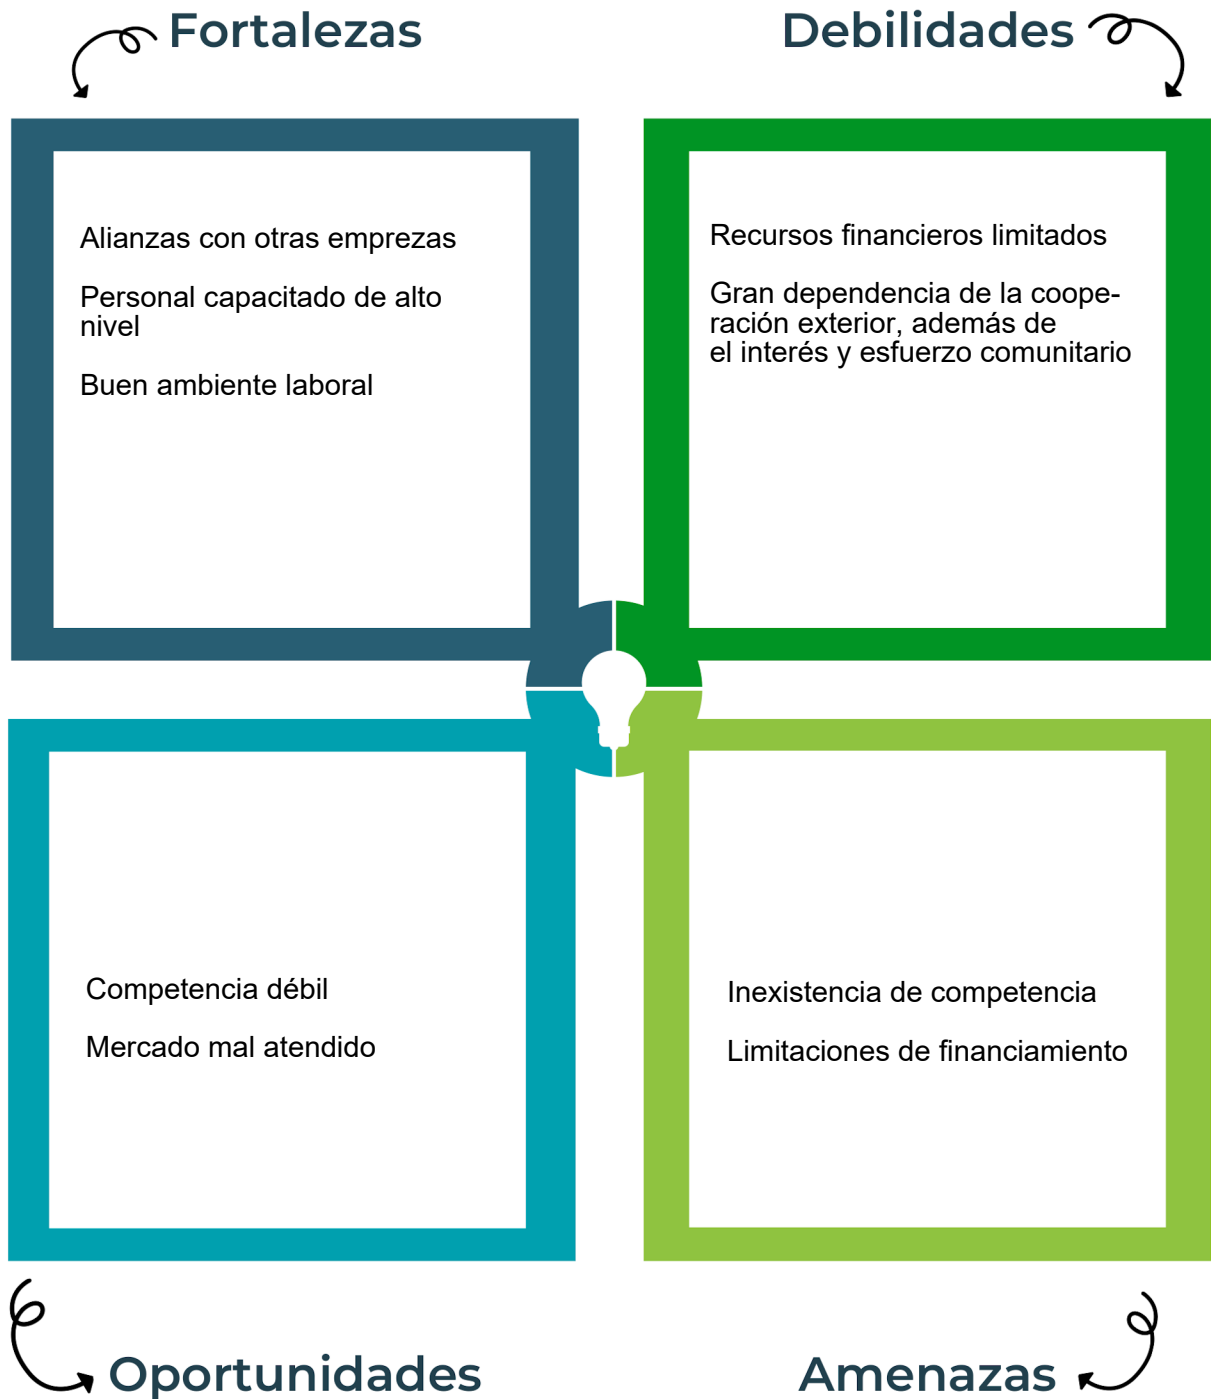 Fortalezas
Alianzas con otras emprezas
Personal capacitado de alto
nivel
Buen ambiente laboral
Debilidades
Recursos financieros limitados
Gran dependencia de la coope-
ración exterior, además de
el interés y esfuerzo comunitario
Competencia débil
Mercado mal atendido
Oportunidades
Inexistencia de competencia
Limitaciones de financiamiento
Amenazas